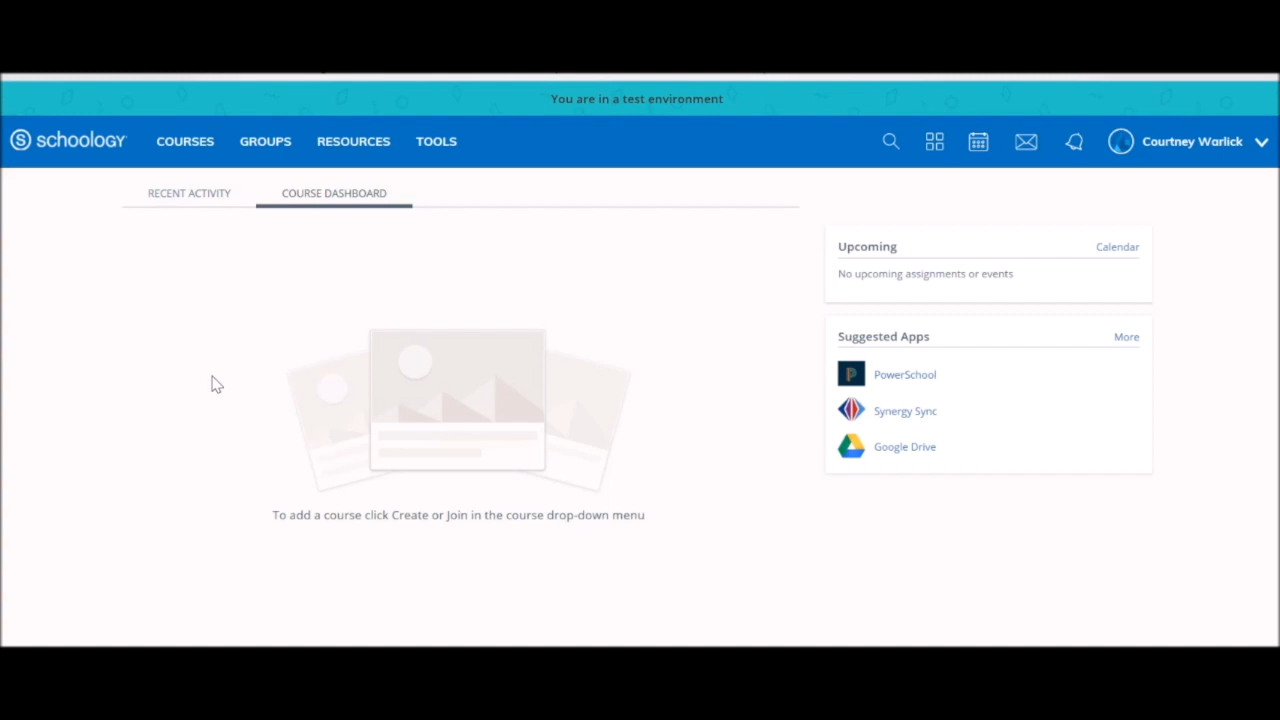 You are in a test environment
schoology COURSES GROUPS RESOURCES TOOLS Courtney Warlick
RECENT ACTIVITY COURSE DASHBOARD
Upcoming Calendar
No upcoming assignments or events
Suggested Apps More
PowerSchool
Synergy Sync
Google Drive
To add a course click Create or Join in the course drop-down menu